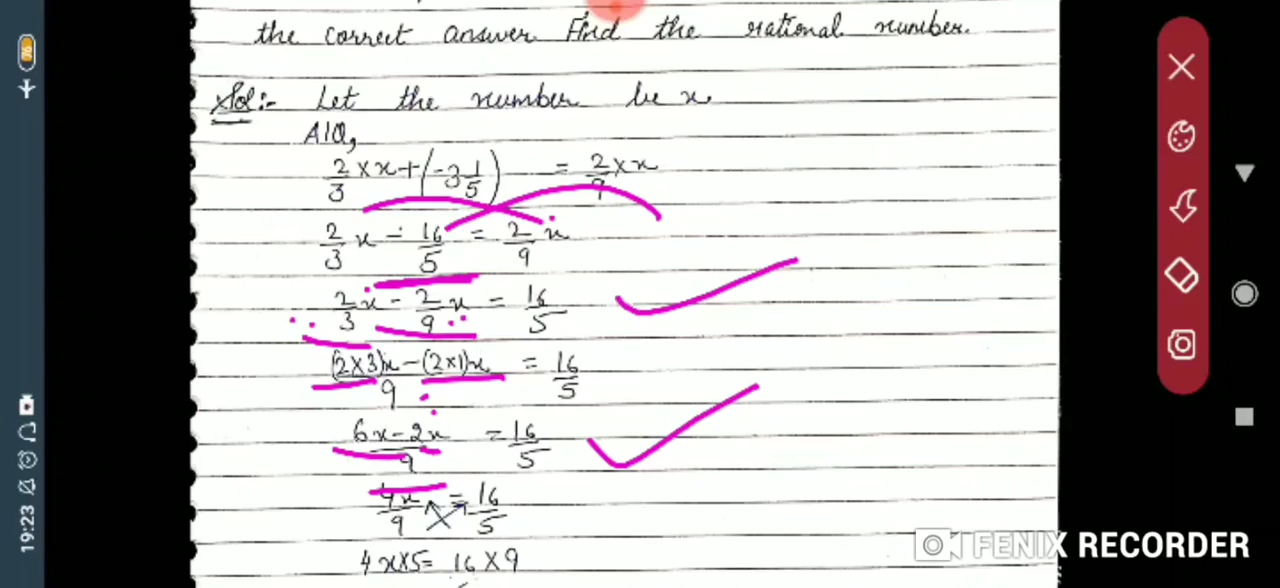 the correct answer. Find the rational number.
Sol:- Let the number be x.
ATQ,
2/3 × x + (-3 1/5) = 2/9 × x
2/3 x - 16/5 = 2/9 x
2/3 x - 2/9 x = 16/5
(2×3)x - (2×1)x / 9 = 16/5
6x - 2x / 9 = 16/5
4x/9 = 16/5
4x×5 = 16×9
19:23
FENIX RECORDER